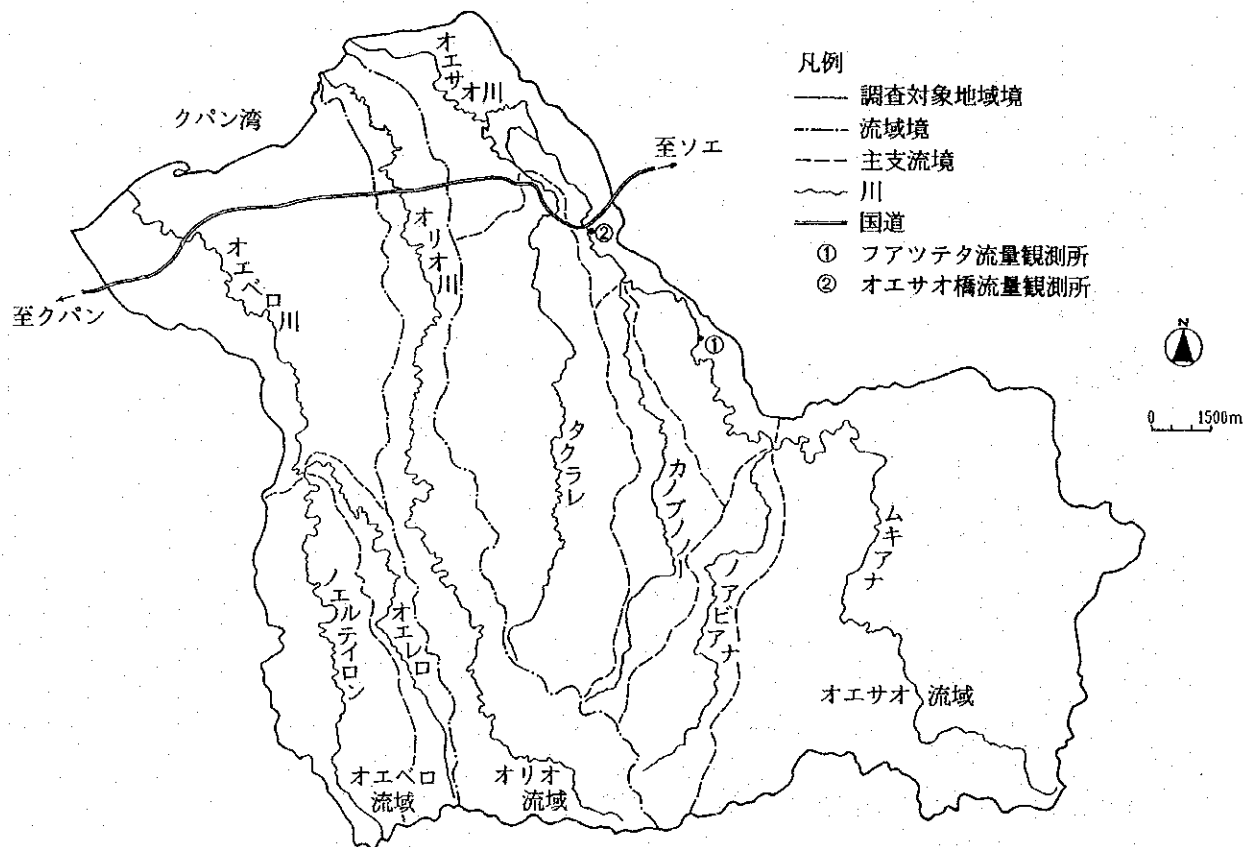 オエサオ川
クパン湾
至ソエ
凡例
調査対象地域境
流域境
主支流境
川
国道
① フアツテタ流量観測所
② オエサオ橋流量観測所
②
オリオ川
オエベロ川
至クパン
①
N
0 1500m
タクラレ
カノブノノー
ムキアナ
ノアビアナ
ノエルテイロン
オエレロ
オエサオ 流域
オエベロ
流域
オリオ
流域